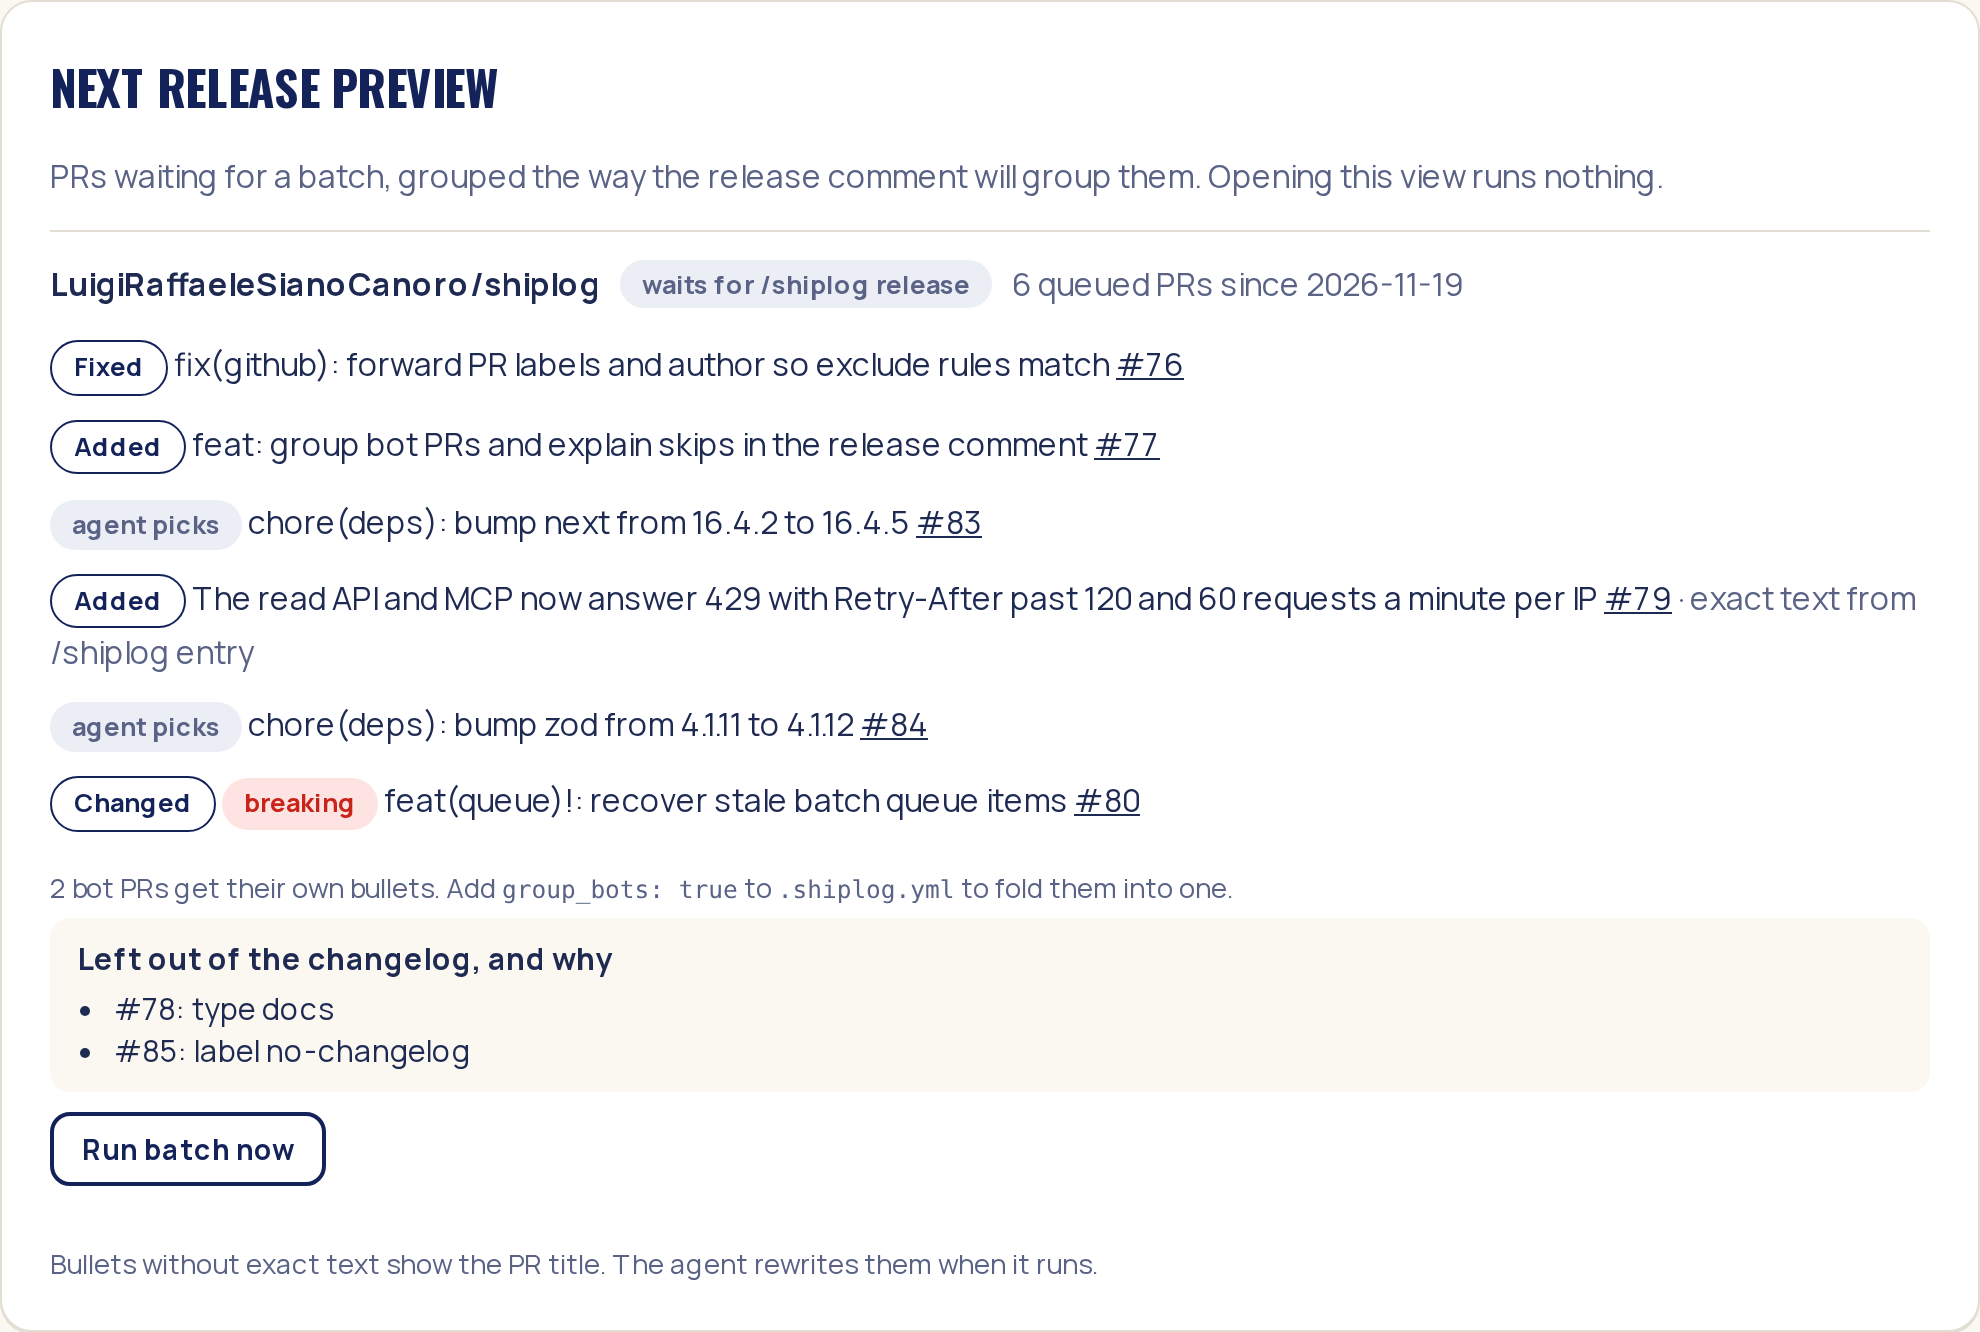 NEXT RELEASE PREVIEW
PRs waiting for a batch, grouped the way the release comment will group them. Opening this view runs nothing.
LuigiRaffaeleSianoCanoro/shiplog waits for /shiplog release 6 queued PRs since 2026-11-19
Fixed fix(github): forward PR labels and author so exclude rules match #76
Added feat: group bot PRs and explain skips in the release comment #77
agent picks chore(deps): bump next from 16.4.2 to 16.4.5 #83
Added The read API and MCP now answer 429 with Retry-After past 120 and 60 requests a minute per IP #79 · exact text from
/shiplog entry
agent picks chore(deps): bump zod from 4.1.11 to 4.1.12 #84
Changed breaking feat(queue)!: recover stale batch queue items #80
2 bot PRs get their own bullets. Add group_bots: true to .shiplog.yml to fold them into one.
Left out of the changelog, and why
• #78: type docs
• #85: label no-changelog
Run batch now
Bullets without exact text show the PR title. The agent rewrites them when it runs.